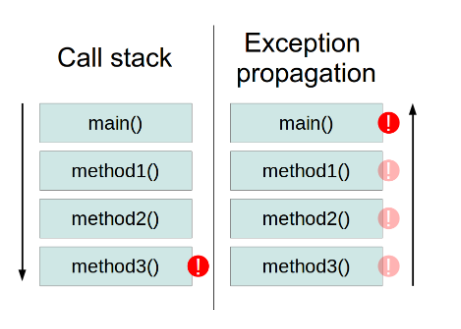 Call stack
main()
method1()
method2()
method3()
!
Exception
propagation
main()
!
method1()
!
method2()
!
method3()
!